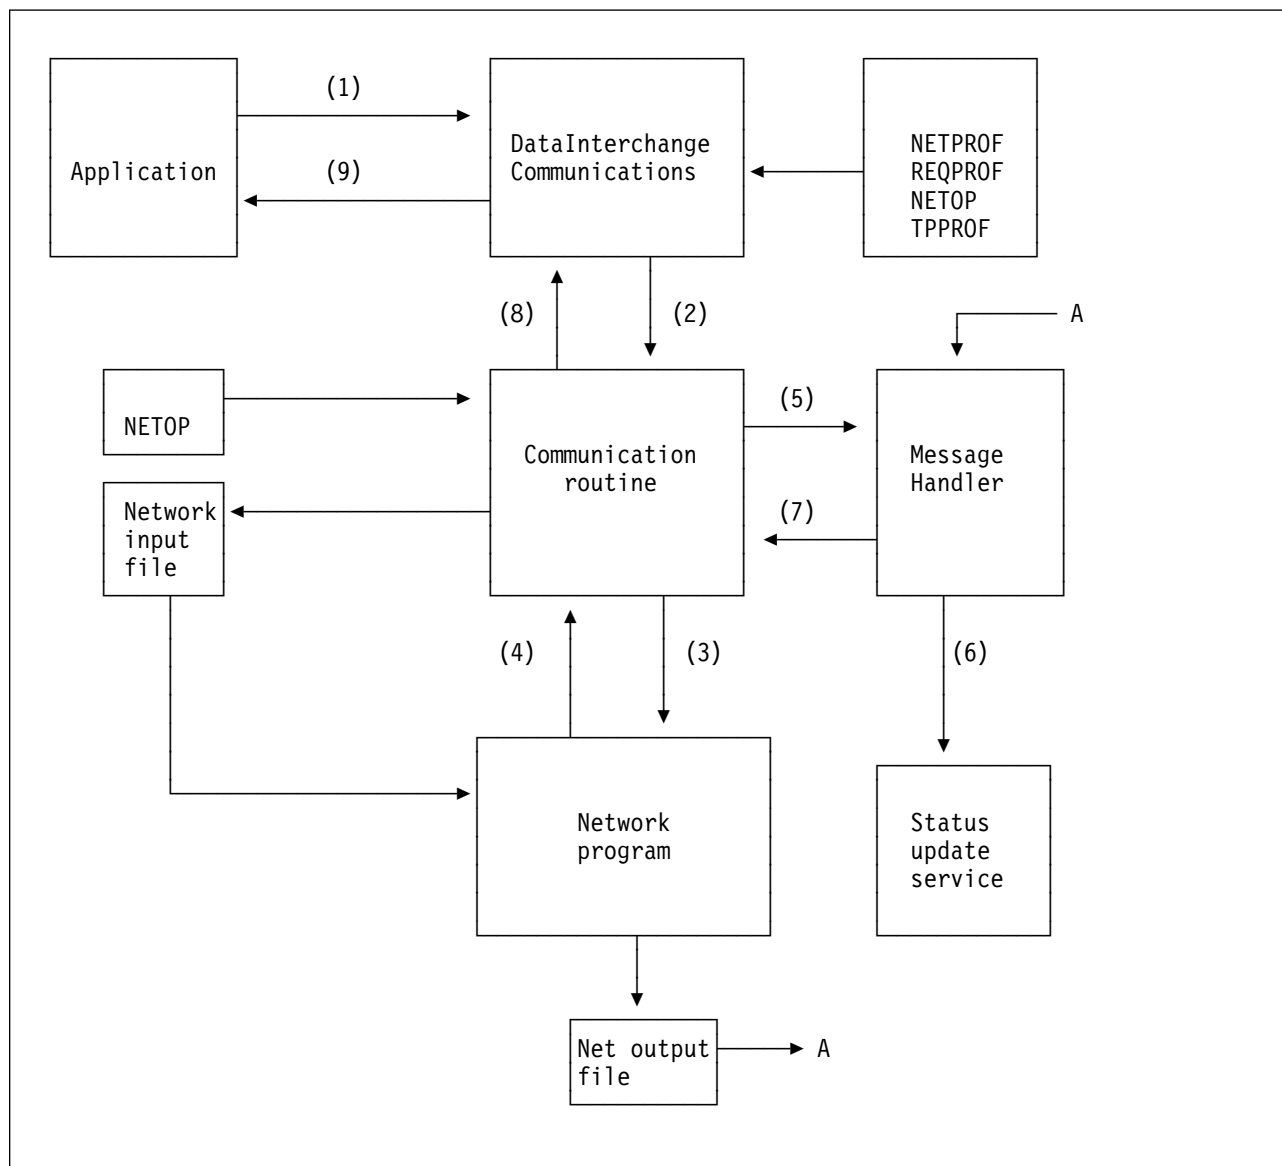 (1)
Application
(9)
DataInterchange
Communications
NETPROF
REQPROF
NETOP
TPPROF
(8)
(2)
A
NETOP
Communication
routine
(5)
Message
Handler
(7)
Network
input
file
(4)
(3)
(6)
Network
program
Status
update
service
Net output
file
A